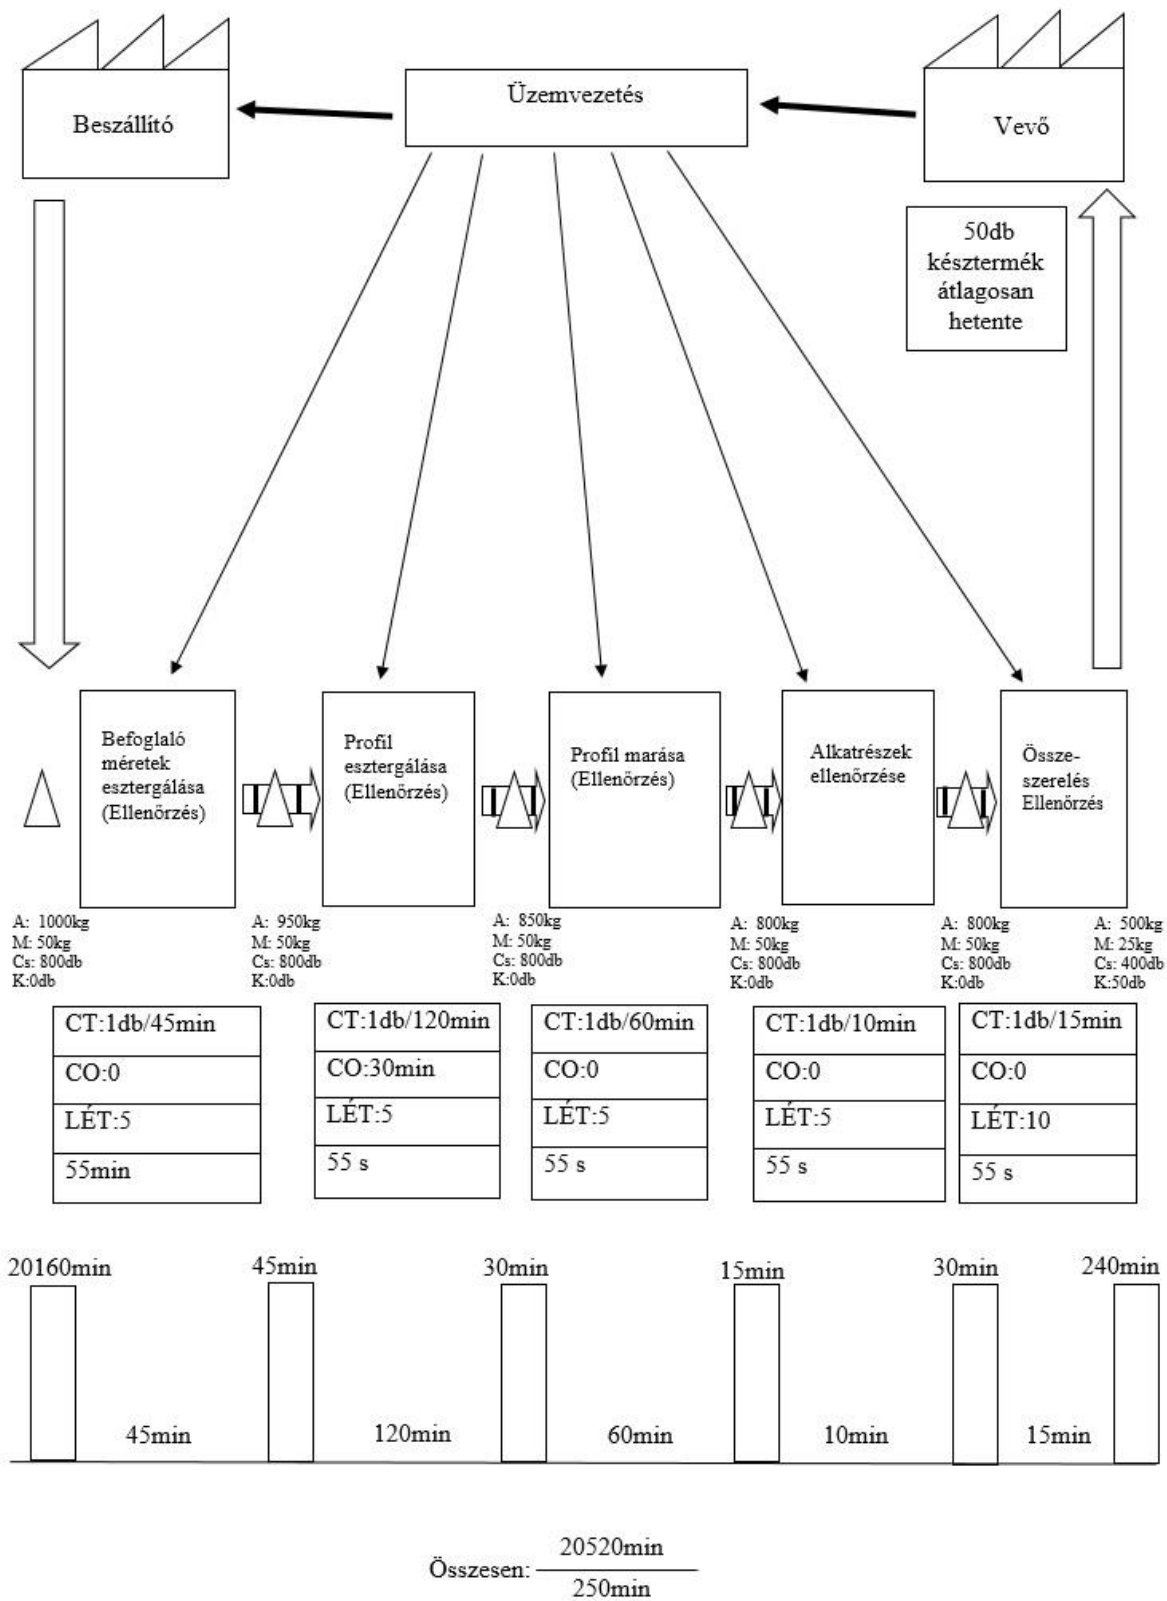 Beszállító
Üzemvezetés
Vevő
50db
késztermék
átlagosan
hetente
Befoglaló
méretek
esztergálása
(Ellenőrzés)
Profil
esztergálása
(Ellenőrzés)
Profil marása
(Ellenőrzés)
Alkatrészek
ellenőrzése
Össze-
szerelés
Ellenőrzés
A: 1000kg
M: 50kg
Cs: 800db
K:0db
A: 950kg
M: 50kg
Cs: 800db
K:0db
A: 850kg
M: 50kg
Cs: 800db
K:0db
A: 800kg
M: 50kg
Cs: 800db
K:0db
A: 800kg
M: 50kg
Cs: 800db
K:0db
A: 500kg
M: 25kg
Cs: 400db
K:50db
CT:1db/45min
CO:0
LÉT:5
55min
CT:1db/120min
CO:30min
LÉT:5
55 s
CT:1db/60min
CO:0
LÉT:5
55 s
CT:1db/10min
CO:0
LÉT:5
55 s
CT:1db/15min
CO:0
LÉT:10
55 s
20160min
45min
30min
15min
30min
240min
45min
120min
60min
10min
15min
Összesen:
20520min
250min